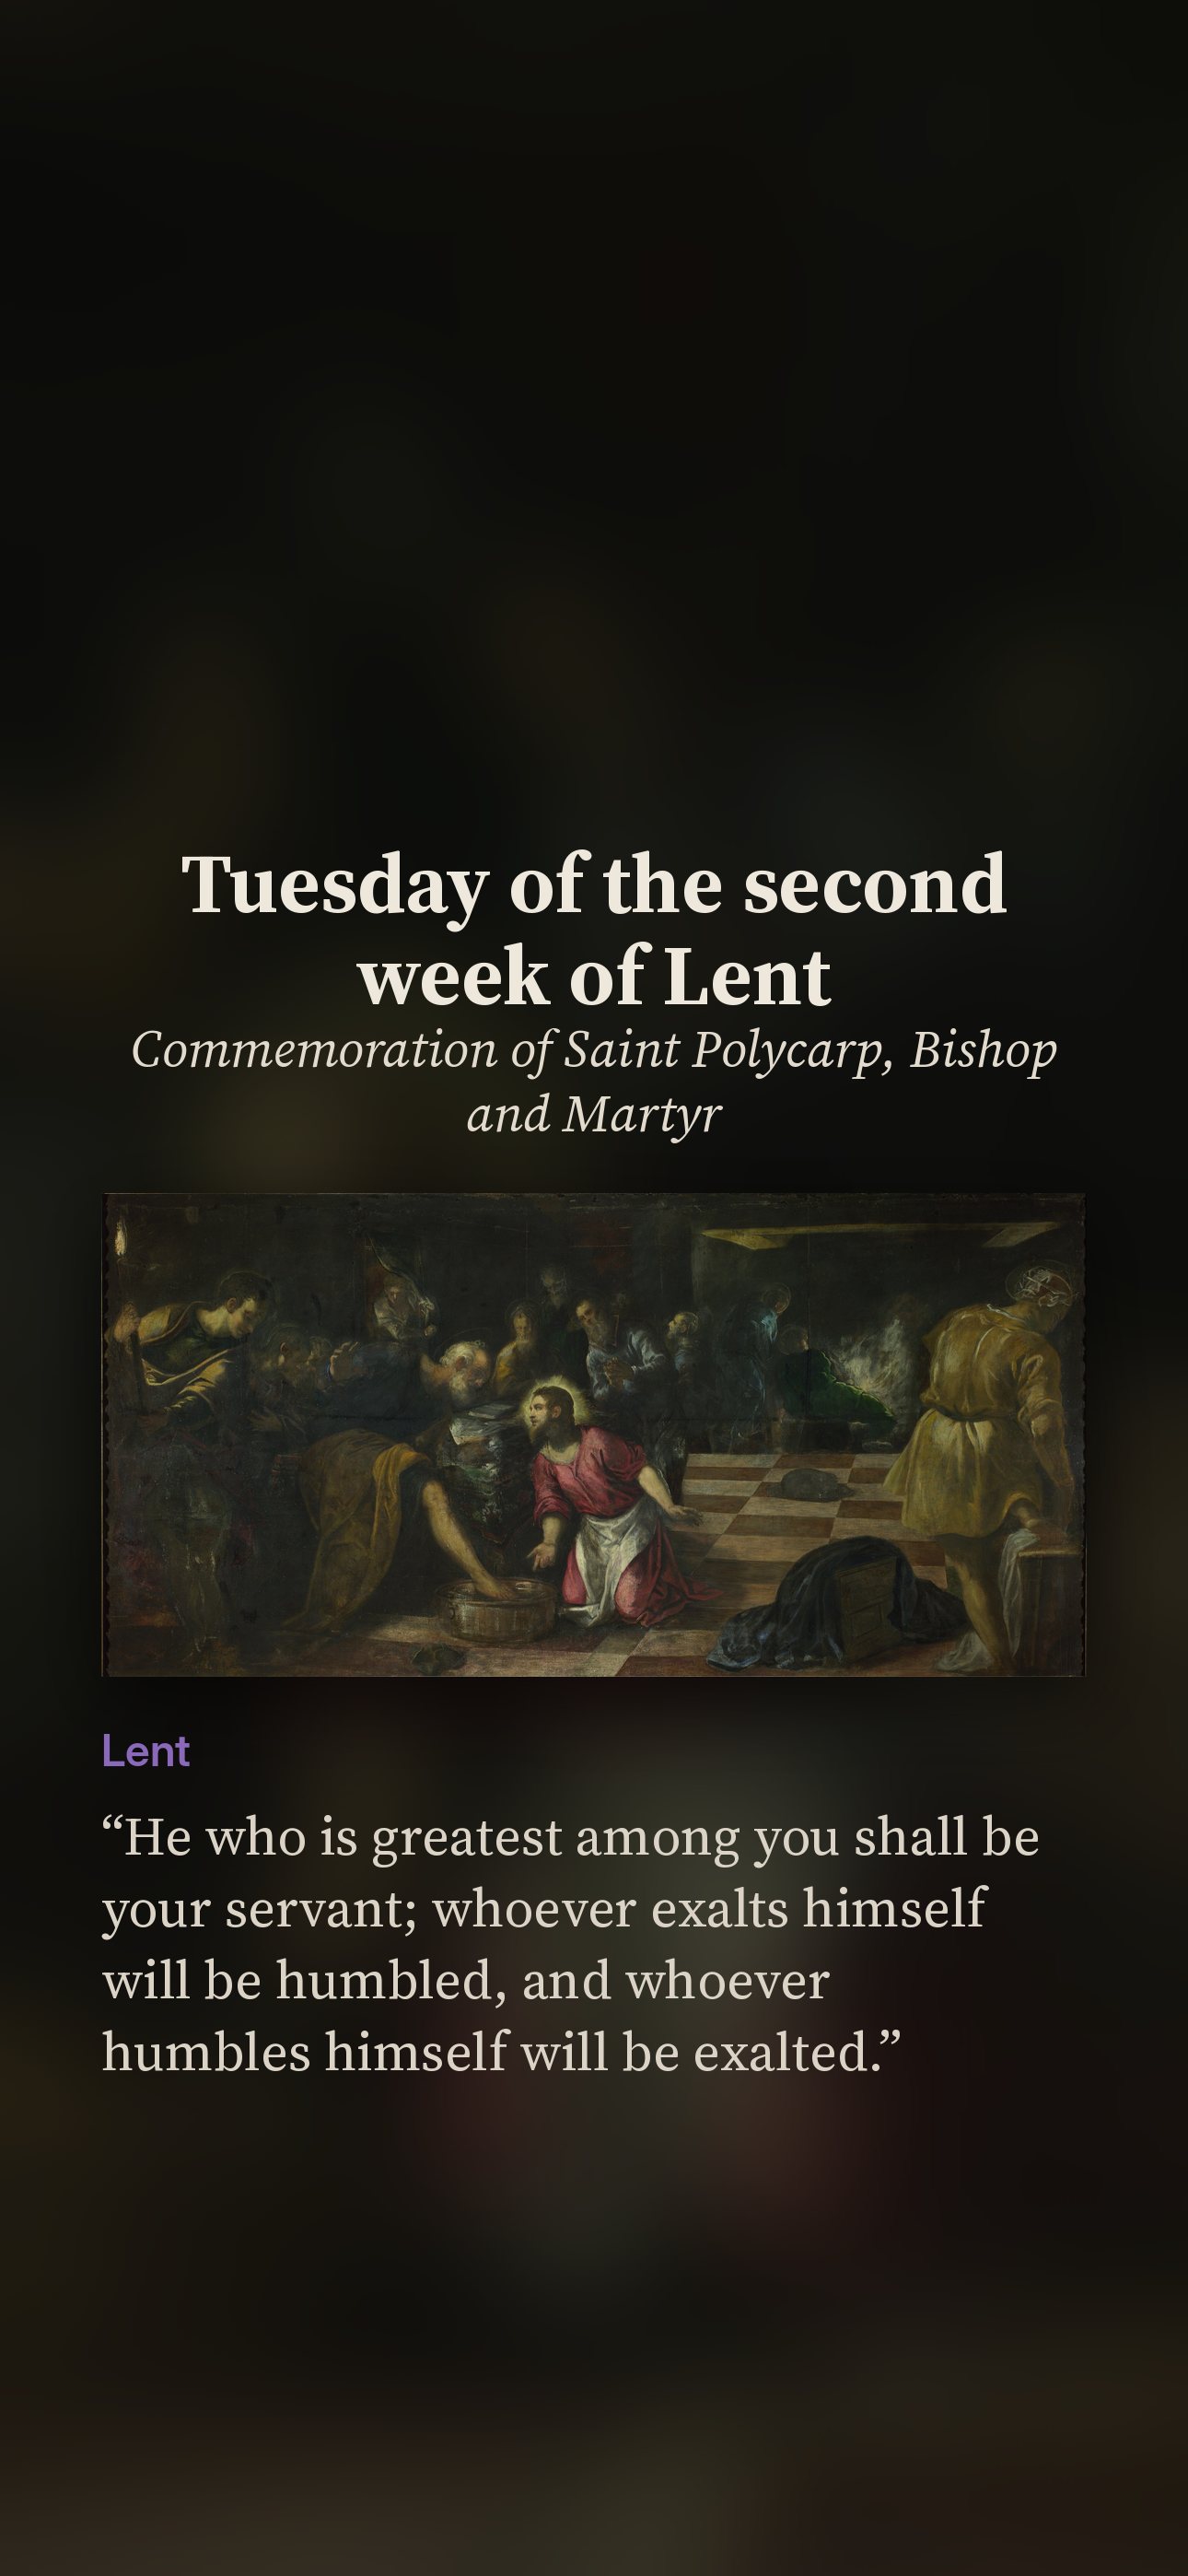 Tuesday of the second
week of Lent
Commemoration of Saint Polycarp, Bishop
and Martyr
Lent
“He who is greatest among you shall be
your servant; whoever exalts himself
will be humbled, and whoever
humbles himself will be exalted.”